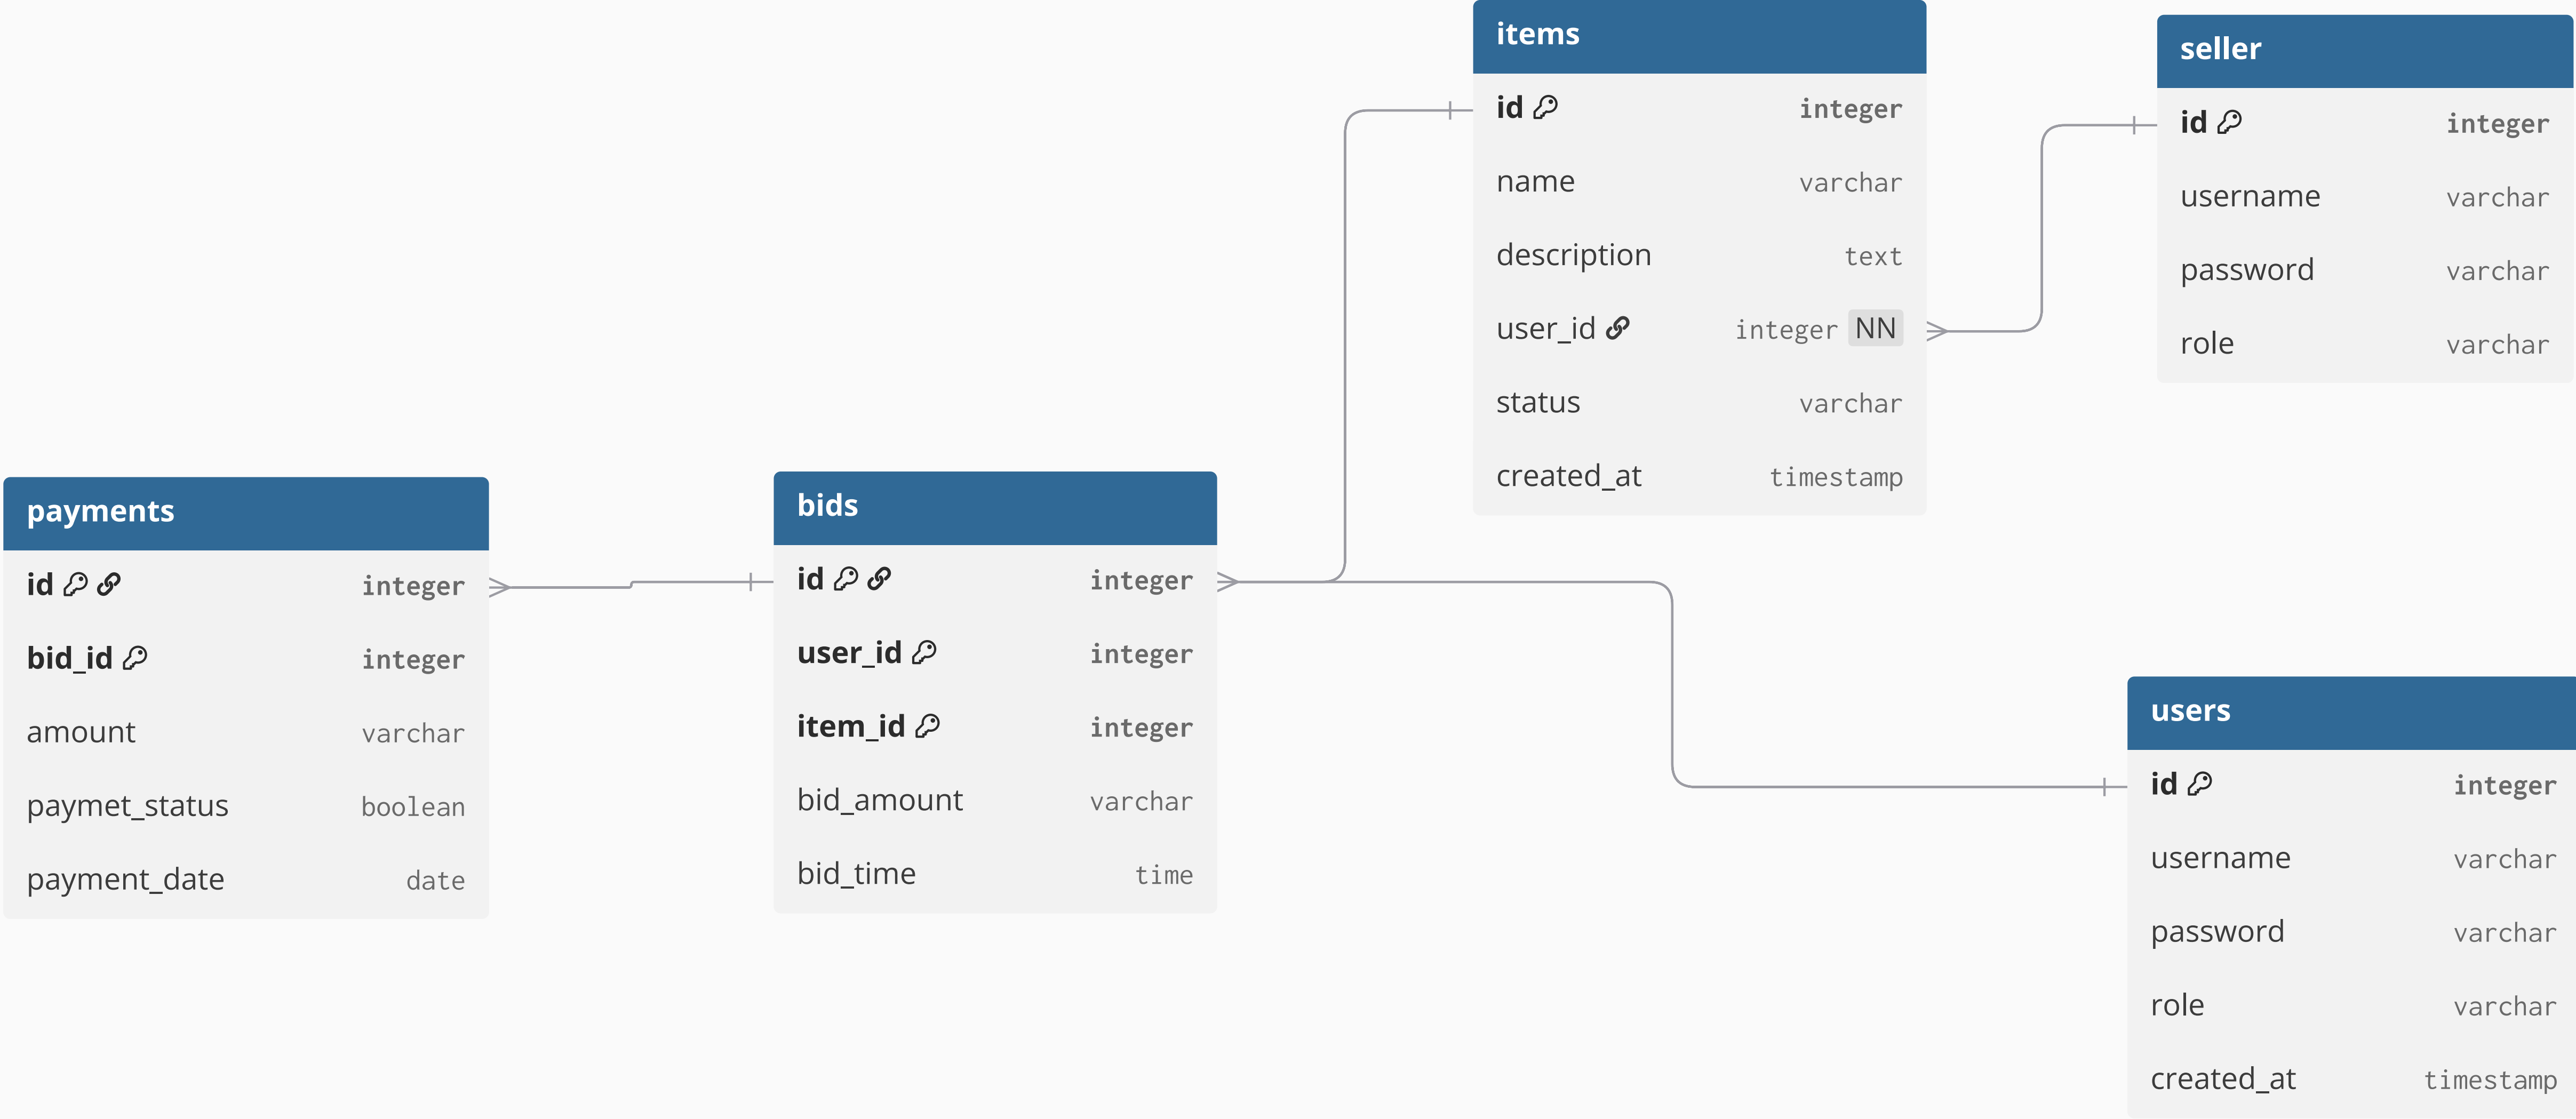 items
id integer
name varchar
description text
user_id integer NN
status varchar
created_at timestamp
seller
id integer
username varchar
password varchar
role varchar
payments
id integer
bid_id integer
amount varchar
paymet_status boolean
payment_date date
bids
id integer
user_id integer
item_id integer
bid_amount varchar
bid_time time
users
id integer
username varchar
password varchar
role varchar
created_at timestamp